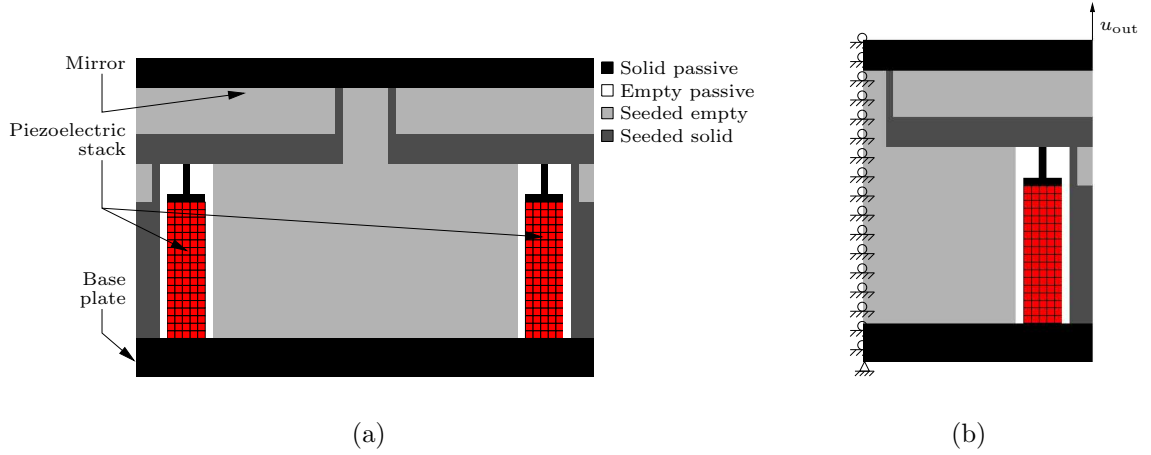 Mirror
Piezoelectric
stack
Base
plate
Solid passive
Empty passive
Seeded empty
Seeded solid
(a)
u_out
(b)